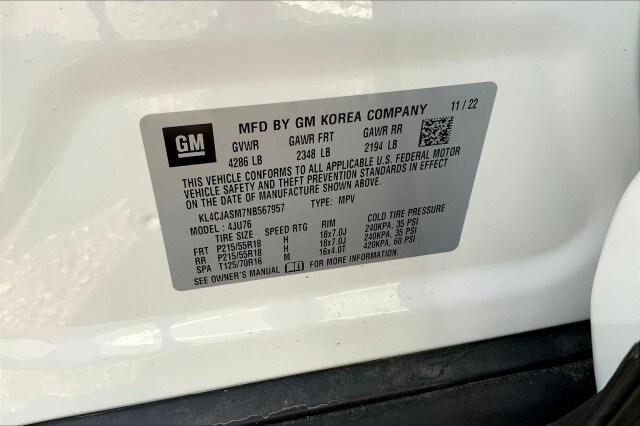 GM
MFD BY GM KOREA COMPANY 11 / 22
GVWR GAWR FRT GAWR RR
4286 LB 2348 LB 2194 LB
THIS VEHICLE CONFORMS TO ALL APPLICABLE U.S. FEDERAL MOTOR
VEHICLE SAFETY AND THEFT PREVENTION STANDARDS IN EFFECT
ON THE DATE OF MANUFACTURE SHOWN ABOVE.
KL4CJASM7NB567957 TYPE: MPV
MODEL : 4JU76
TIRE SIZE SPEED RTG RIM COLD TIRE PRESSURE
FRT P215/55R18 H 18x7.0J 240KPA, 35 PSI
RR P215/55R18 H 18x7.0J 240KPA, 35 PSI
SPA T125/70R16 M 16x4.0T 420KPA, 60 PSI
SEE OWNER'S MANUAL FOR MORE INFORMATION